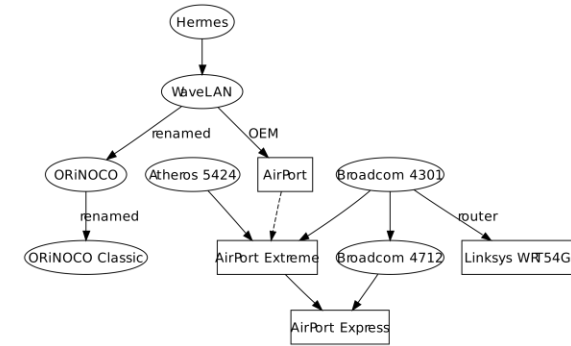 Hermes
WaveLAN
renamed
OEM
ORiNOCO
Atheros 5424
AirPort
Broadcom 4301
renamed
router
ORiNOCO Classic
AirPort Extreme
Broadcom 4712
Linksys WRT54G
AirPort Express